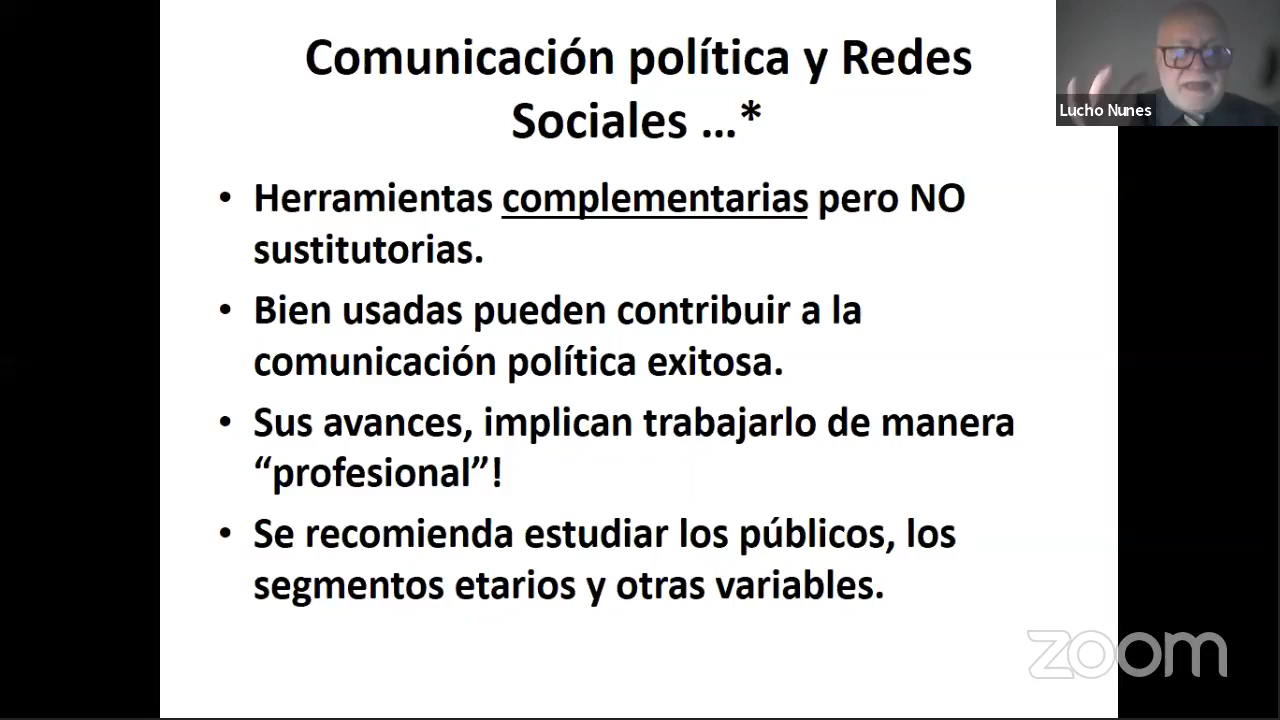 Comunicación política y Redes
Sociales ...*
Lucho Nunes
• Herramientas complementarias pero NO
sustitutorias.
• Bien usadas pueden contribuir a la
comunicación política exitosa.
• Sus avances, implican trabajarlo de manera
“profesional”!
• Se recomienda estudiar los públicos, los
segmentos etarios y otras variables.
zoom